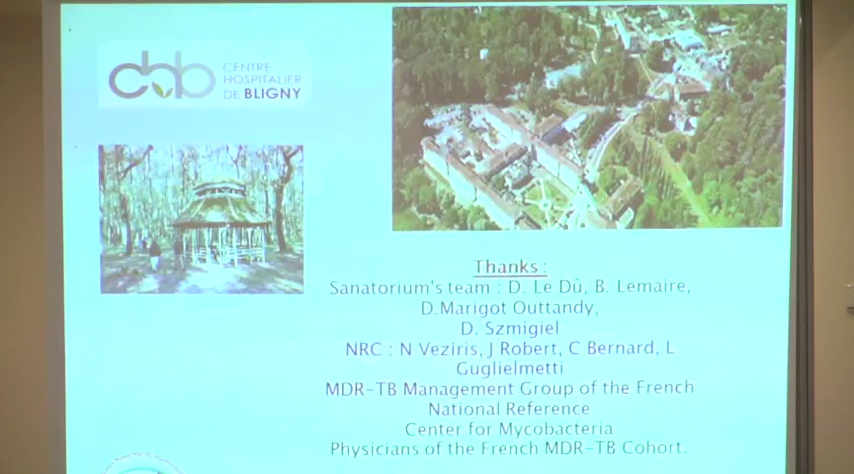 chb
CENTRE
HOSPITALIER
DE BLIGNY
Thanks :
Sanatorium's team : D. Le Dû, B. Lemaire,
D.Marigot Outtandy,
D. Szmigiel
NRC : N Veziris, J Robert, C Bernard, L
Guglielmetti
MDR-TB Management Group of the French
National Reference
Center for Mycobacteria
Physicians of the French MDR-TB Cohort.